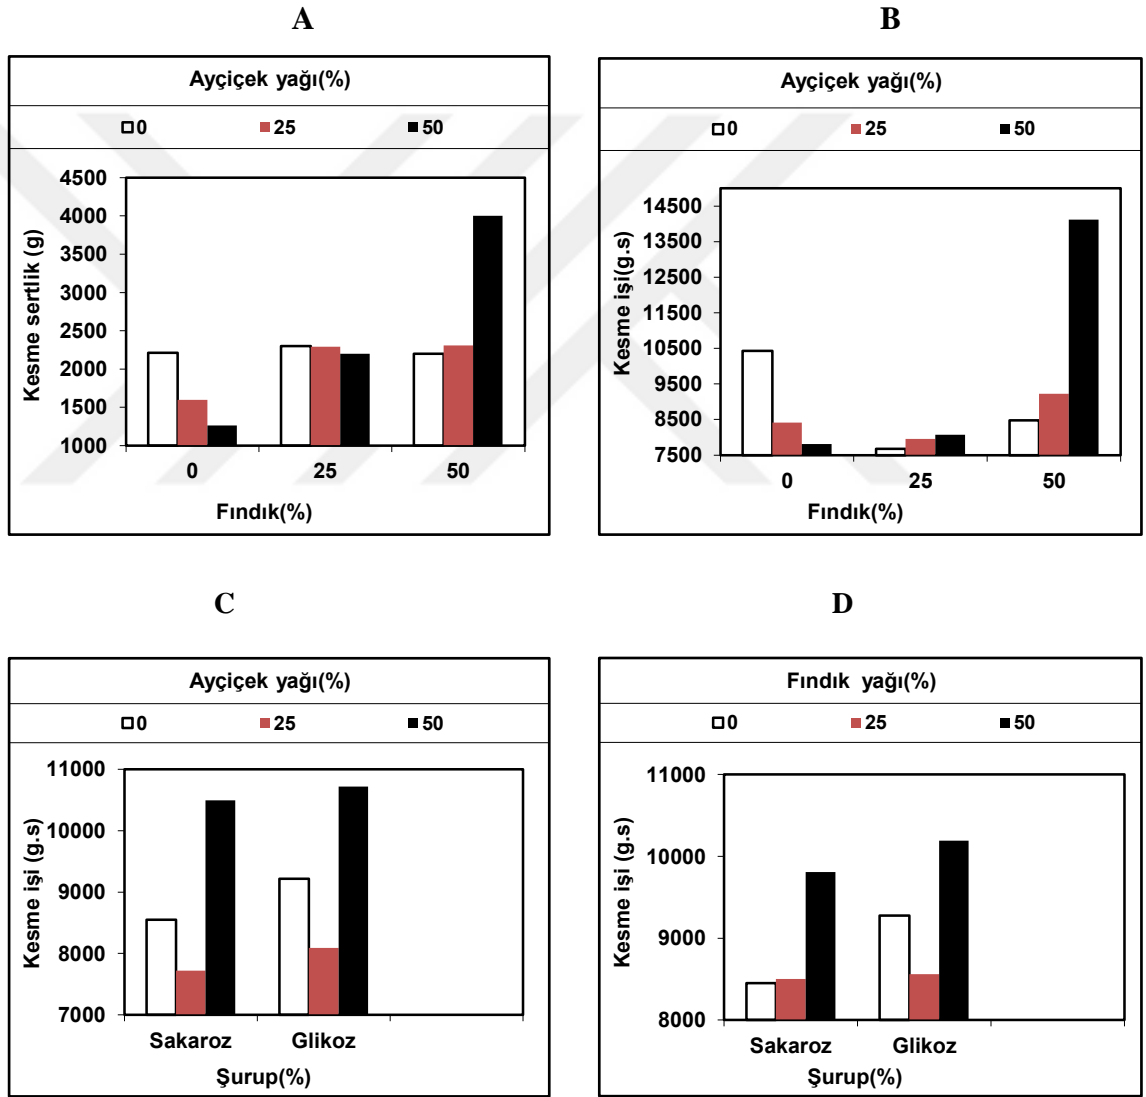 A
Ayçiçek yağı(%)
0 25 50
Kesme sertlik (g)
4500
4000
3500
3000
2500
2000
1500
1000
0 25 50
Fındık(%)
B
Ayçiçek yağı(%)
0 25 50
Kesme işi(g.s)
14500
13500
12500
11500
10500
9500
8500
7500
0 25 50
Fındık(%)
C
Ayçiçek yağı(%)
0 25 50
Kesme işi (g.s)
11000
10000
9000
8000
7000
Sakaroz Glikoz
Şurup(%)
D
Fındık yağı(%)
0 25 50
Kesme işi (g.s)
11000
10000
9000
8000
Sakaroz Glikoz
Şurup(%)